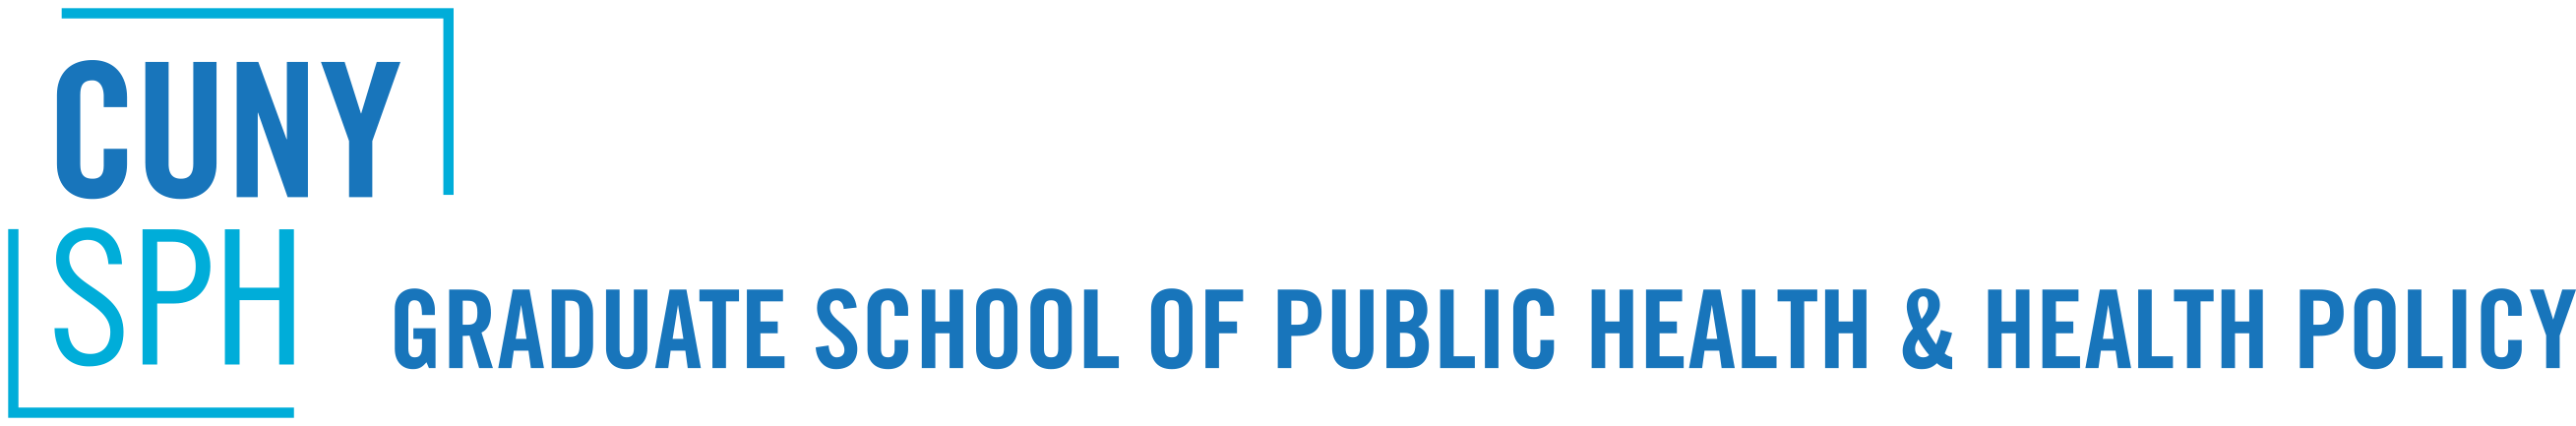 CUNY
SPH
GRADUATE SCHOOL OF PUBLIC HEALTH & HEALTH POLICY